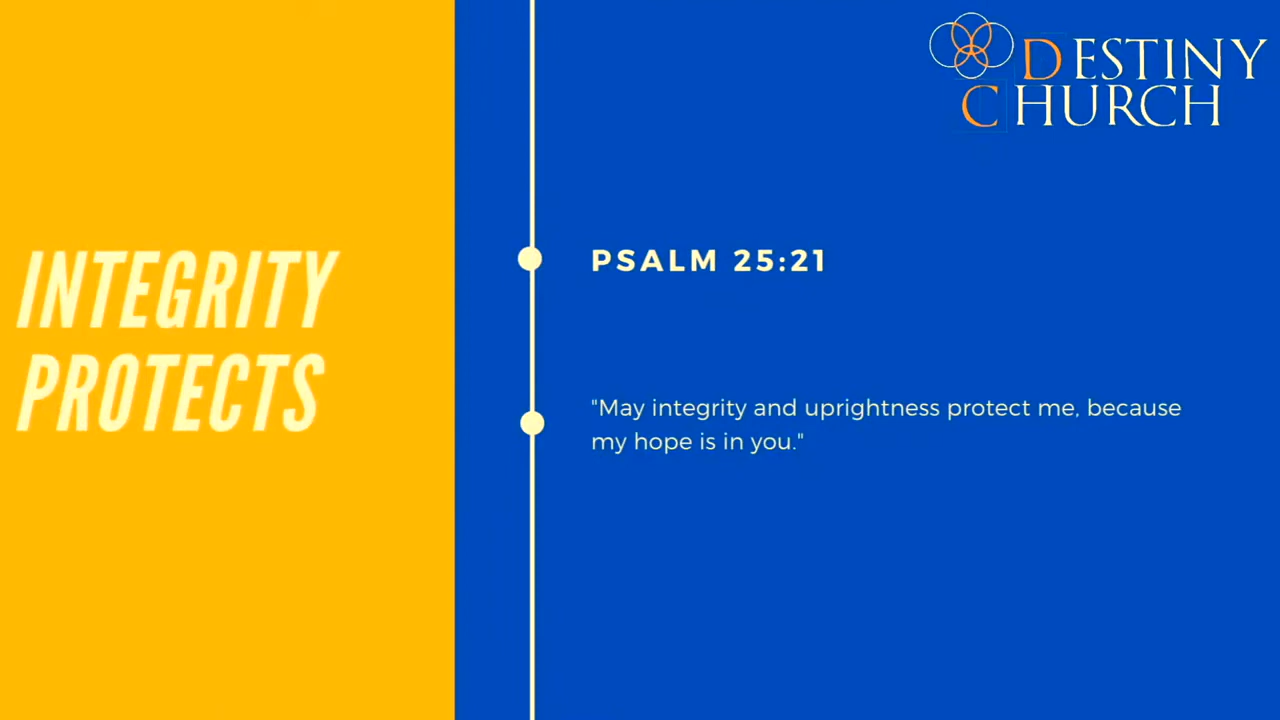 DESTINY
CHURCH
INTEGRITY
PROTECTS
PSALM 25:21
"May integrity and uprightness protect me, because
my hope is in you."